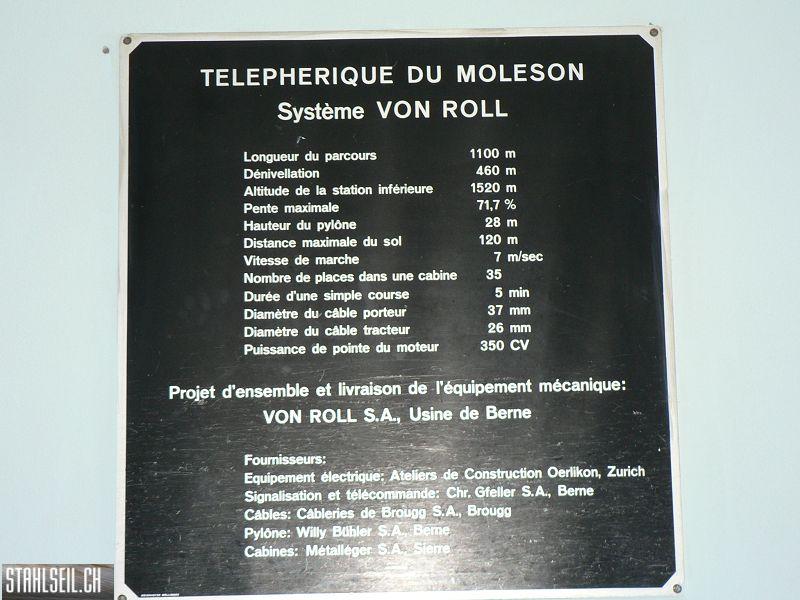 TELEPHERIQUE DU MOLESON
Système VON ROLL
Longueur du parcours 1100 m
Dénivellation 460 m
Altitude de la station inférieure 1520 m
Pente maximale 71,7 %
Hauteur du pylône 28 m
Distance maximale du sol 120 m
Vitesse de marche 7 m/sec
Nombre de places dans une cabine 35
Durée d'une simple course 5 min
Diamètre du câble porteur 37 mm
Diamètre du câble tracteur 26 mm
Puissance de pointe du moteur 350 CV
Projet d'ensemble et livraison de l'équipement mécanique:
VON ROLL S.A., Usine de Berne
Fournisseurs:
Equipement électrique: Ateliers de Construction Oerlikon, Zurich
Signalisation et télécommande: Chr. Gfeller S.A., Berne
Câbles: Câbleries de Brougg S.A., Brougg
Pylône: Willy Bühler S.A., Berne
Cabines: Métalléger S.A., Sierre
STAHLSEIL.CH